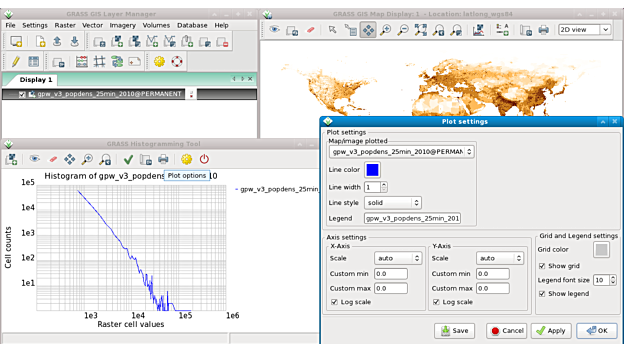 GRASS GIS Layer Manager
File Settings Raster Vector Imagery Volumes Database Help
Display 1
gpw_v3_popdens_25min_2010@PERMANENT
GRASS GIS Map Display: 1 - Location: latlong_wgs84
2D view
GRASS GIS Histogramming Tool
Histogram of gpw_v3_popdens
Plot options
10
gpw_v3_popdens_25min_
1e5
1e4
1e3
1e2
1e1
Cell counts
1e3 1e4 1e5 1e6
Raster cell values
Plot settings
Plot settings
Map/image plotted
gpw_v3_popdens_25min_2010@PERMAN
Line color
Line width 1
Line style solid
Legend gpw_v3_popdens_25min_201
Axis settings
X-Axis
Scale auto
Custom min 0.0
Custom max 0.0
Log scale
Y-Axis
Scale auto
Custom min 0.0
Custom max 0.0
Log scale
Grid and Legend settings
Grid color
Show grid
Legend font size 10
Show legend
Save Cancel Apply OK